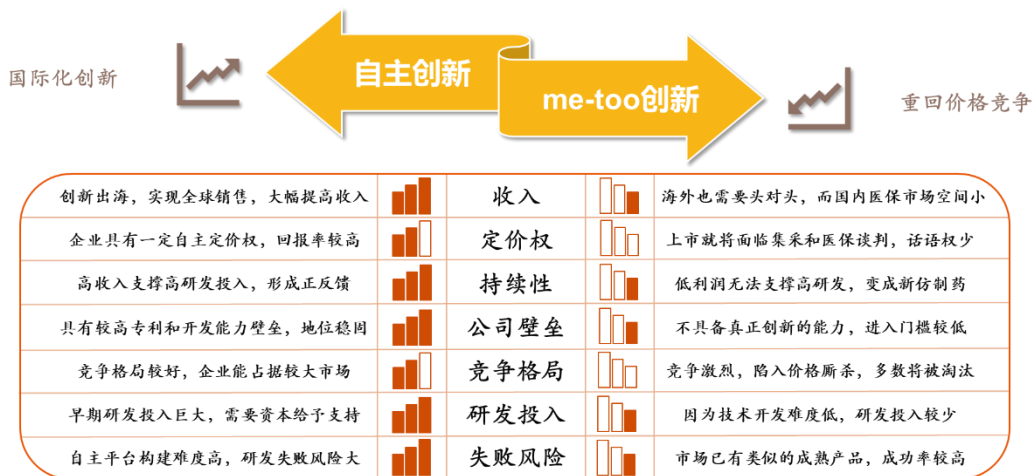 国际化创新
自主创新
me-too创新
重回价格竞争
创新出海，实现全球销售，大幅提高收入
收入
海外也需要头对头，而国内医保市场空间小
企业具有一定自主定价权，回报率较高
定价权
上市就将面临集采和医保谈判，话语权少
高收入支撑高研发投入，形成正反馈
持续性
低利润无法支撑高研发，变成新仿制药
具有较高专利和开发能力壁垒，地位稳固
公司壁垒
不具备真正创新的能力，进入门槛较低
竞争格局较好，企业能占据较大市场
竞争格局
竞争激烈，陷入价格厮杀，多数将被淘汰
早期研发投入巨大，需要资本给予支持
研发投入
因为技术开发难度低，研发投入较少
自主平台构建难度高，研发失败风险大
失败风险
市场已有类似的成熟产品，成功率较高